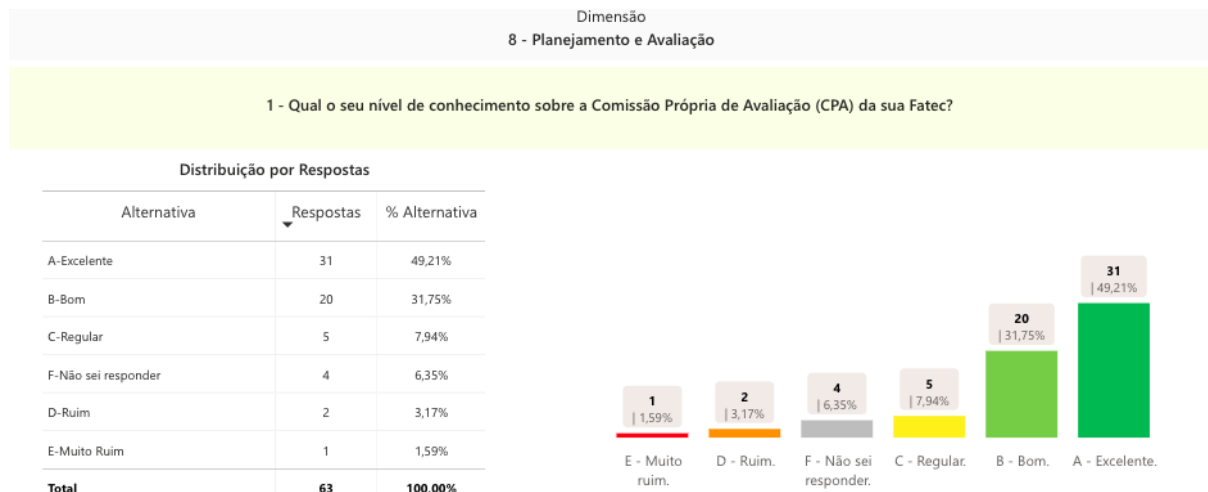 Dimensão
8 - Planejamento e Avaliação
1 - Qual o seu nível de conhecimento sobre a Comissão Própria de Avaliação (CPA) da sua Fatec?
Distribuição por Respostas
Alternativa Respostas % Alternativa
A-Excelente 31 49,21%
B-Bom 20 31,75%
C-Regular 5 7,94%
F-Não sei responder 4 6,35%
D-Ruim 2 3,17%
E-Muito Ruim 1 1,59%
Total 63 100,00%
1
| 1,59%
2
| 3,17%
4
| 6,35%
5
| 7,94%
20
| 31,75%
31
| 49,21%
E - Muito ruim.
D - Ruim.
F - Não sei responder.
C - Regular.
B - Bom.
A - Excelente.